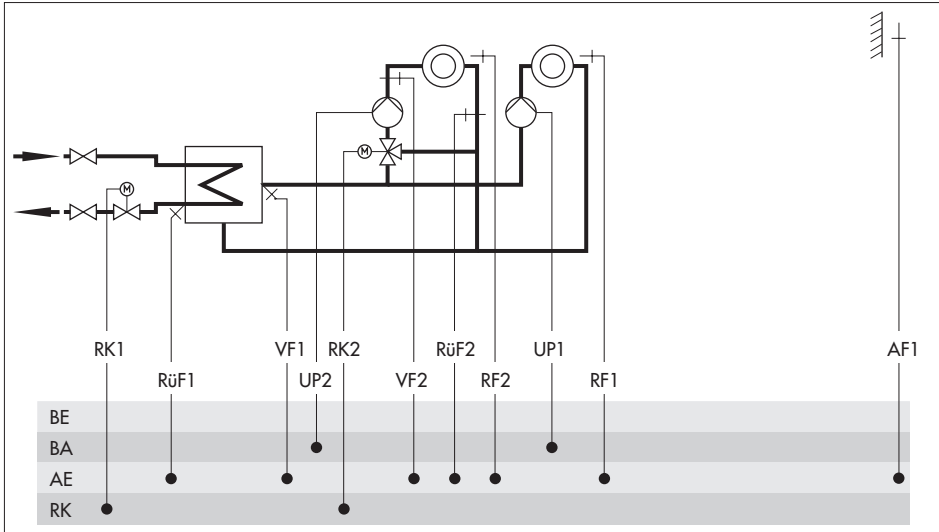 M
M
RK1 VF1 RK2 RüF2 UP1 AF1
RüF1 UP2 VF2 RF2 RF1
BE
BA
AE
RK